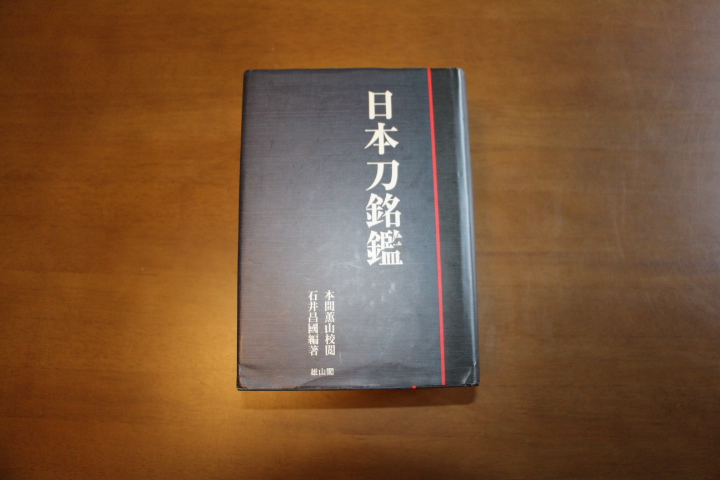 日本刀銘鑑
本間薫山校閲
石井昌國編著
雄山閣